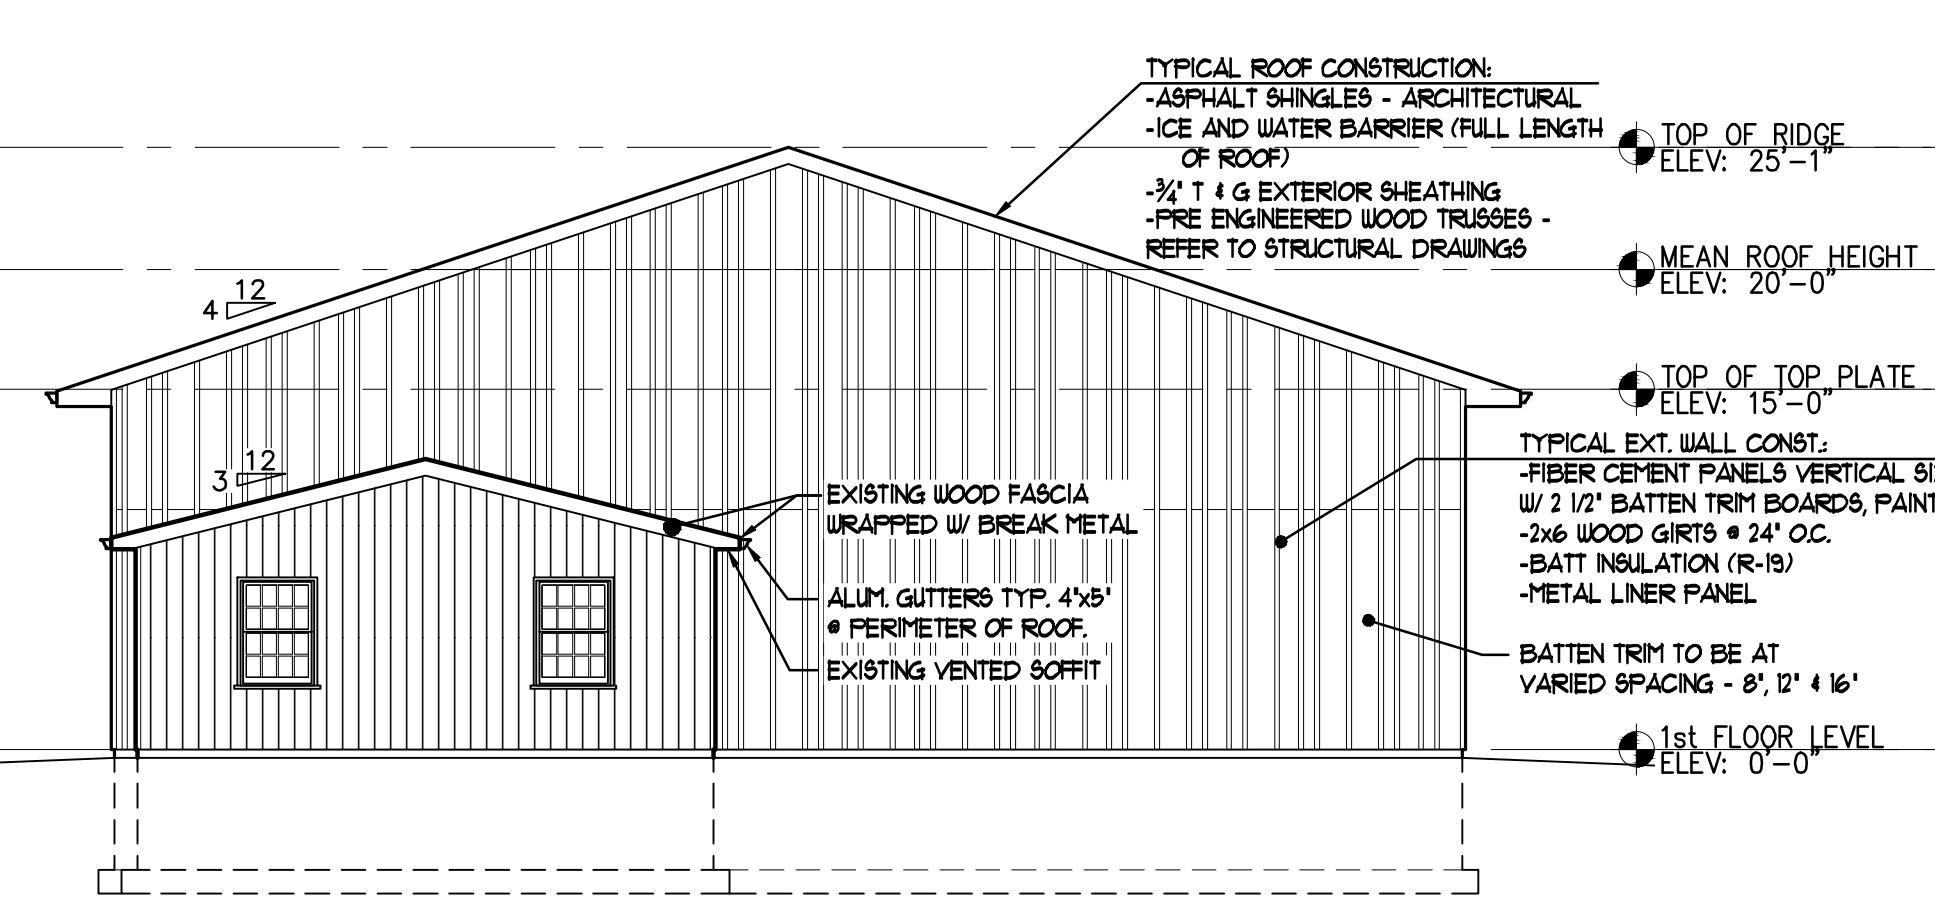 TYPICAL ROOF CONSTRUCTION:
-ASPHALT SHINGLES - ARCHITECTURAL
-ICE AND WATER BARRIER (FULL LENGTH
OF ROOF)
-3/4" T & G EXTERIOR SHEATHING
-PRE ENGINEERED WOOD TRUSSES -
REFER TO STRUCTURAL DRAWINGS
TOP OF RIDGE
ELEV: 25'-1"
MEAN ROOF HEIGHT
ELEV: 20'-0"
12
4
TOP OF TOP PLATE
ELEV: 15'-0"
TYPICAL EXT. WALL CONST.:
-FIBER CEMENT PANELS VERTICAL
W/ 2 1/2" BATTEN TRIM BOARDS, PAINT
-2x6 WOOD GIRTS @ 24" O.C.
-BATT INSULATION (R-19)
-METAL LINER PANEL
12
3
EXISTING WOOD FASCIA
WRAPPED W/ BREAK METAL
ALUM. GUTTERS TYP. 4"x5"
@ PERIMETER OF ROOF.
EXISTING VENTED SOFFIT
BATTEN TRIM TO BE AT
VARIED SPACING - 8", 12" & 16"
1st FLOOR LEVEL
ELEV: 0'-0"